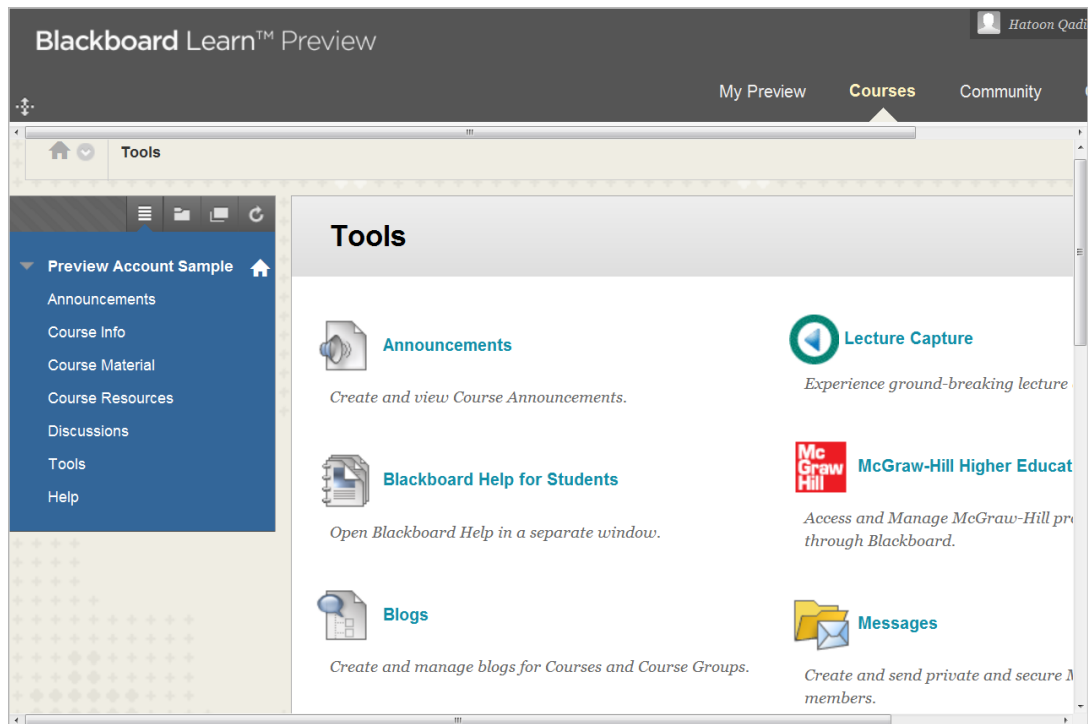 Blackboard Learn™ Preview
Hatoon Qadi
My Preview Courses Community
Tools
Preview Account Sample
Announcements
Course Info
Course Material
Course Resources
Discussions
Tools
Help
Tools
Announcements
Create and view Course Announcements.
Blackboard Help for Students
Open Blackboard Help in a separate window.
Blogs
Create and manage blogs for Courses and Course Groups.
Lecture Capture
Experience ground-breaking lecture
Mc
Graw
Hill
McGraw-Hill Higher Educat
Access and Manage McGraw-Hill pr
through Blackboard.
Messages
Create and send private and secure
members.